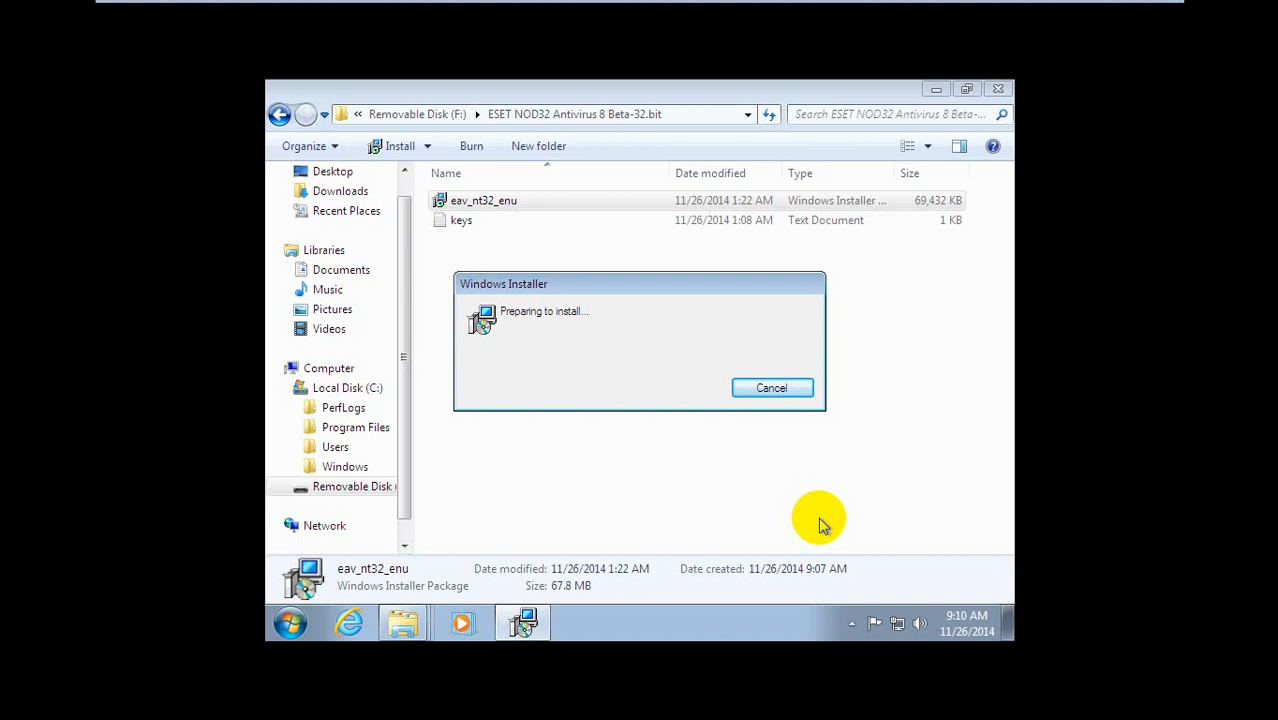 « Removable Disk (F:) ▸ ESET NOD32 Antivirus 8 Beta-32.bit
Search ESET NOD32 Antivirus 8 Beta-...
Organize Install Burn New folder
Desktop
Downloads
Recent Places
Libraries
Documents
Music
Pictures
Videos
Computer
Local Disk (C:)
PerfLogs
Program Files
Users
Windows
Removable Disk (
Network
Name Date modified Type Size
eav_nt32_enu 11/26/2014 1:22 AM Windows Installer ... 69,432 KB
keys 11/26/2014 1:08 AM Text Document 1 KB
Windows Installer
Preparing to install...
Cancel
eav_nt32_enu Date modified: 11/26/2014 1:22 AM Date created: 11/26/2014 9:07 AM
Windows Installer Package Size: 67.8 MB
9:10 AM
11/26/2014